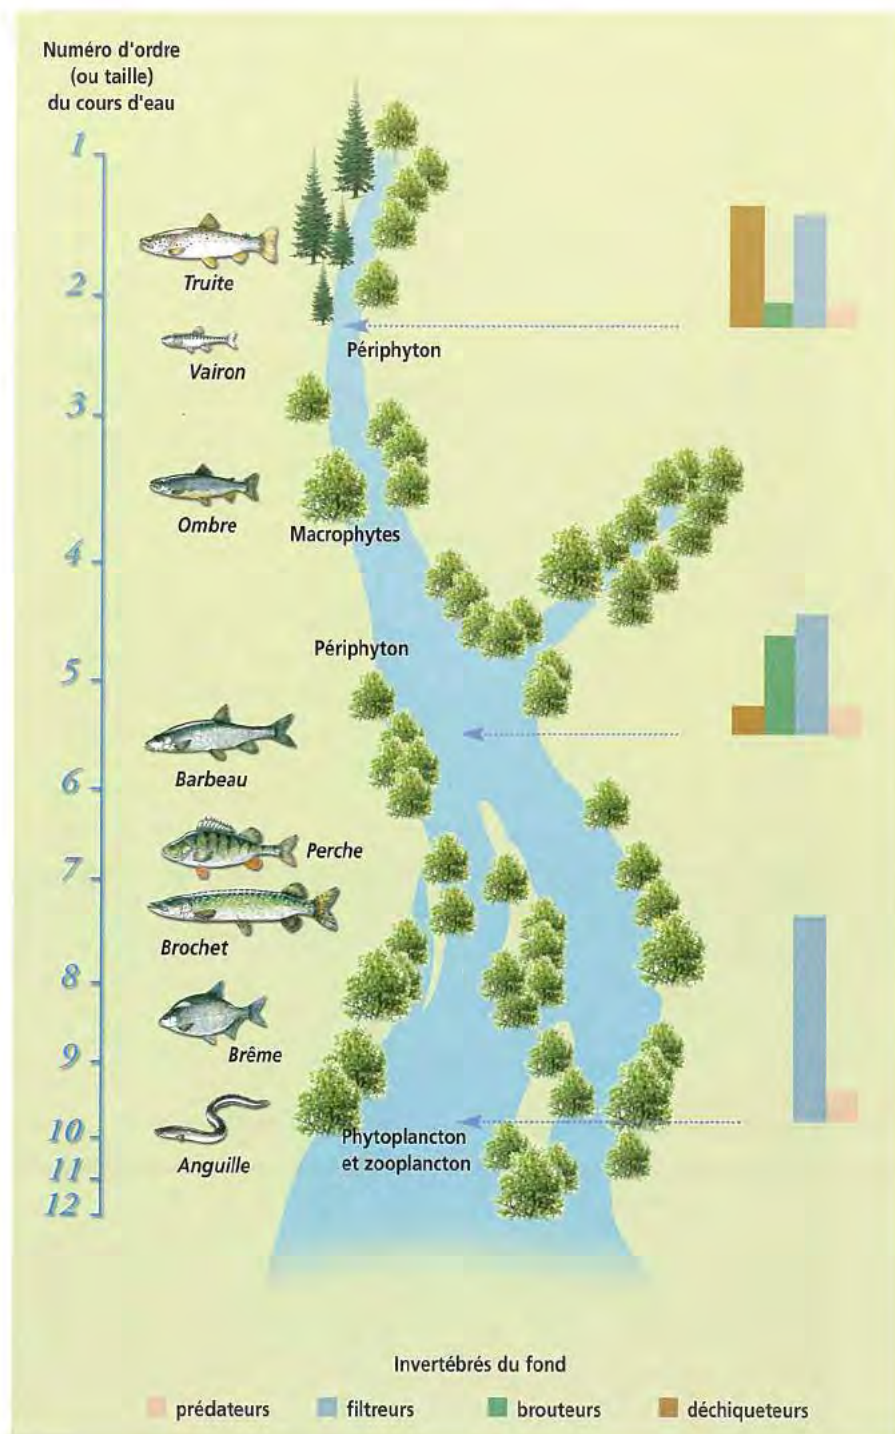 Numéro d'ordre
(ou taille)
du cours d'eau
1
Truite
2
Périphyton
Vairon
3
Ombre
Macrophytes
4
Périphyton
5
Barbeau
6
Perche
7
Brochet
8
Brême
9
10
Phytoplancton
et zooplancton
Anguille
11
12
Invertébrés du fond
prédateurs filtreurs brouteurs déchiqueteurs